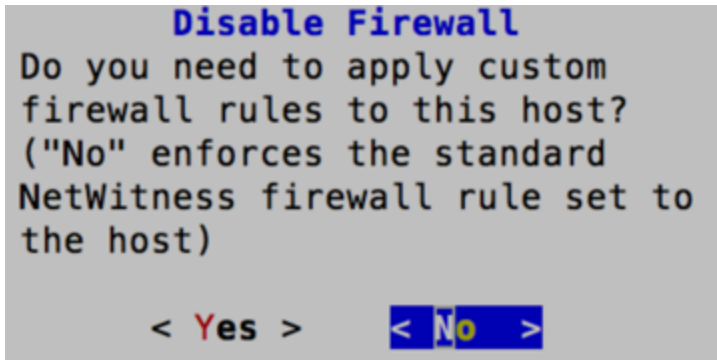 Disable Firewall
Do you need to apply custom
firewall rules to this host?
("No" enforces the standard
NetWitness firewall rule set to
the host)
< Yes > < No >